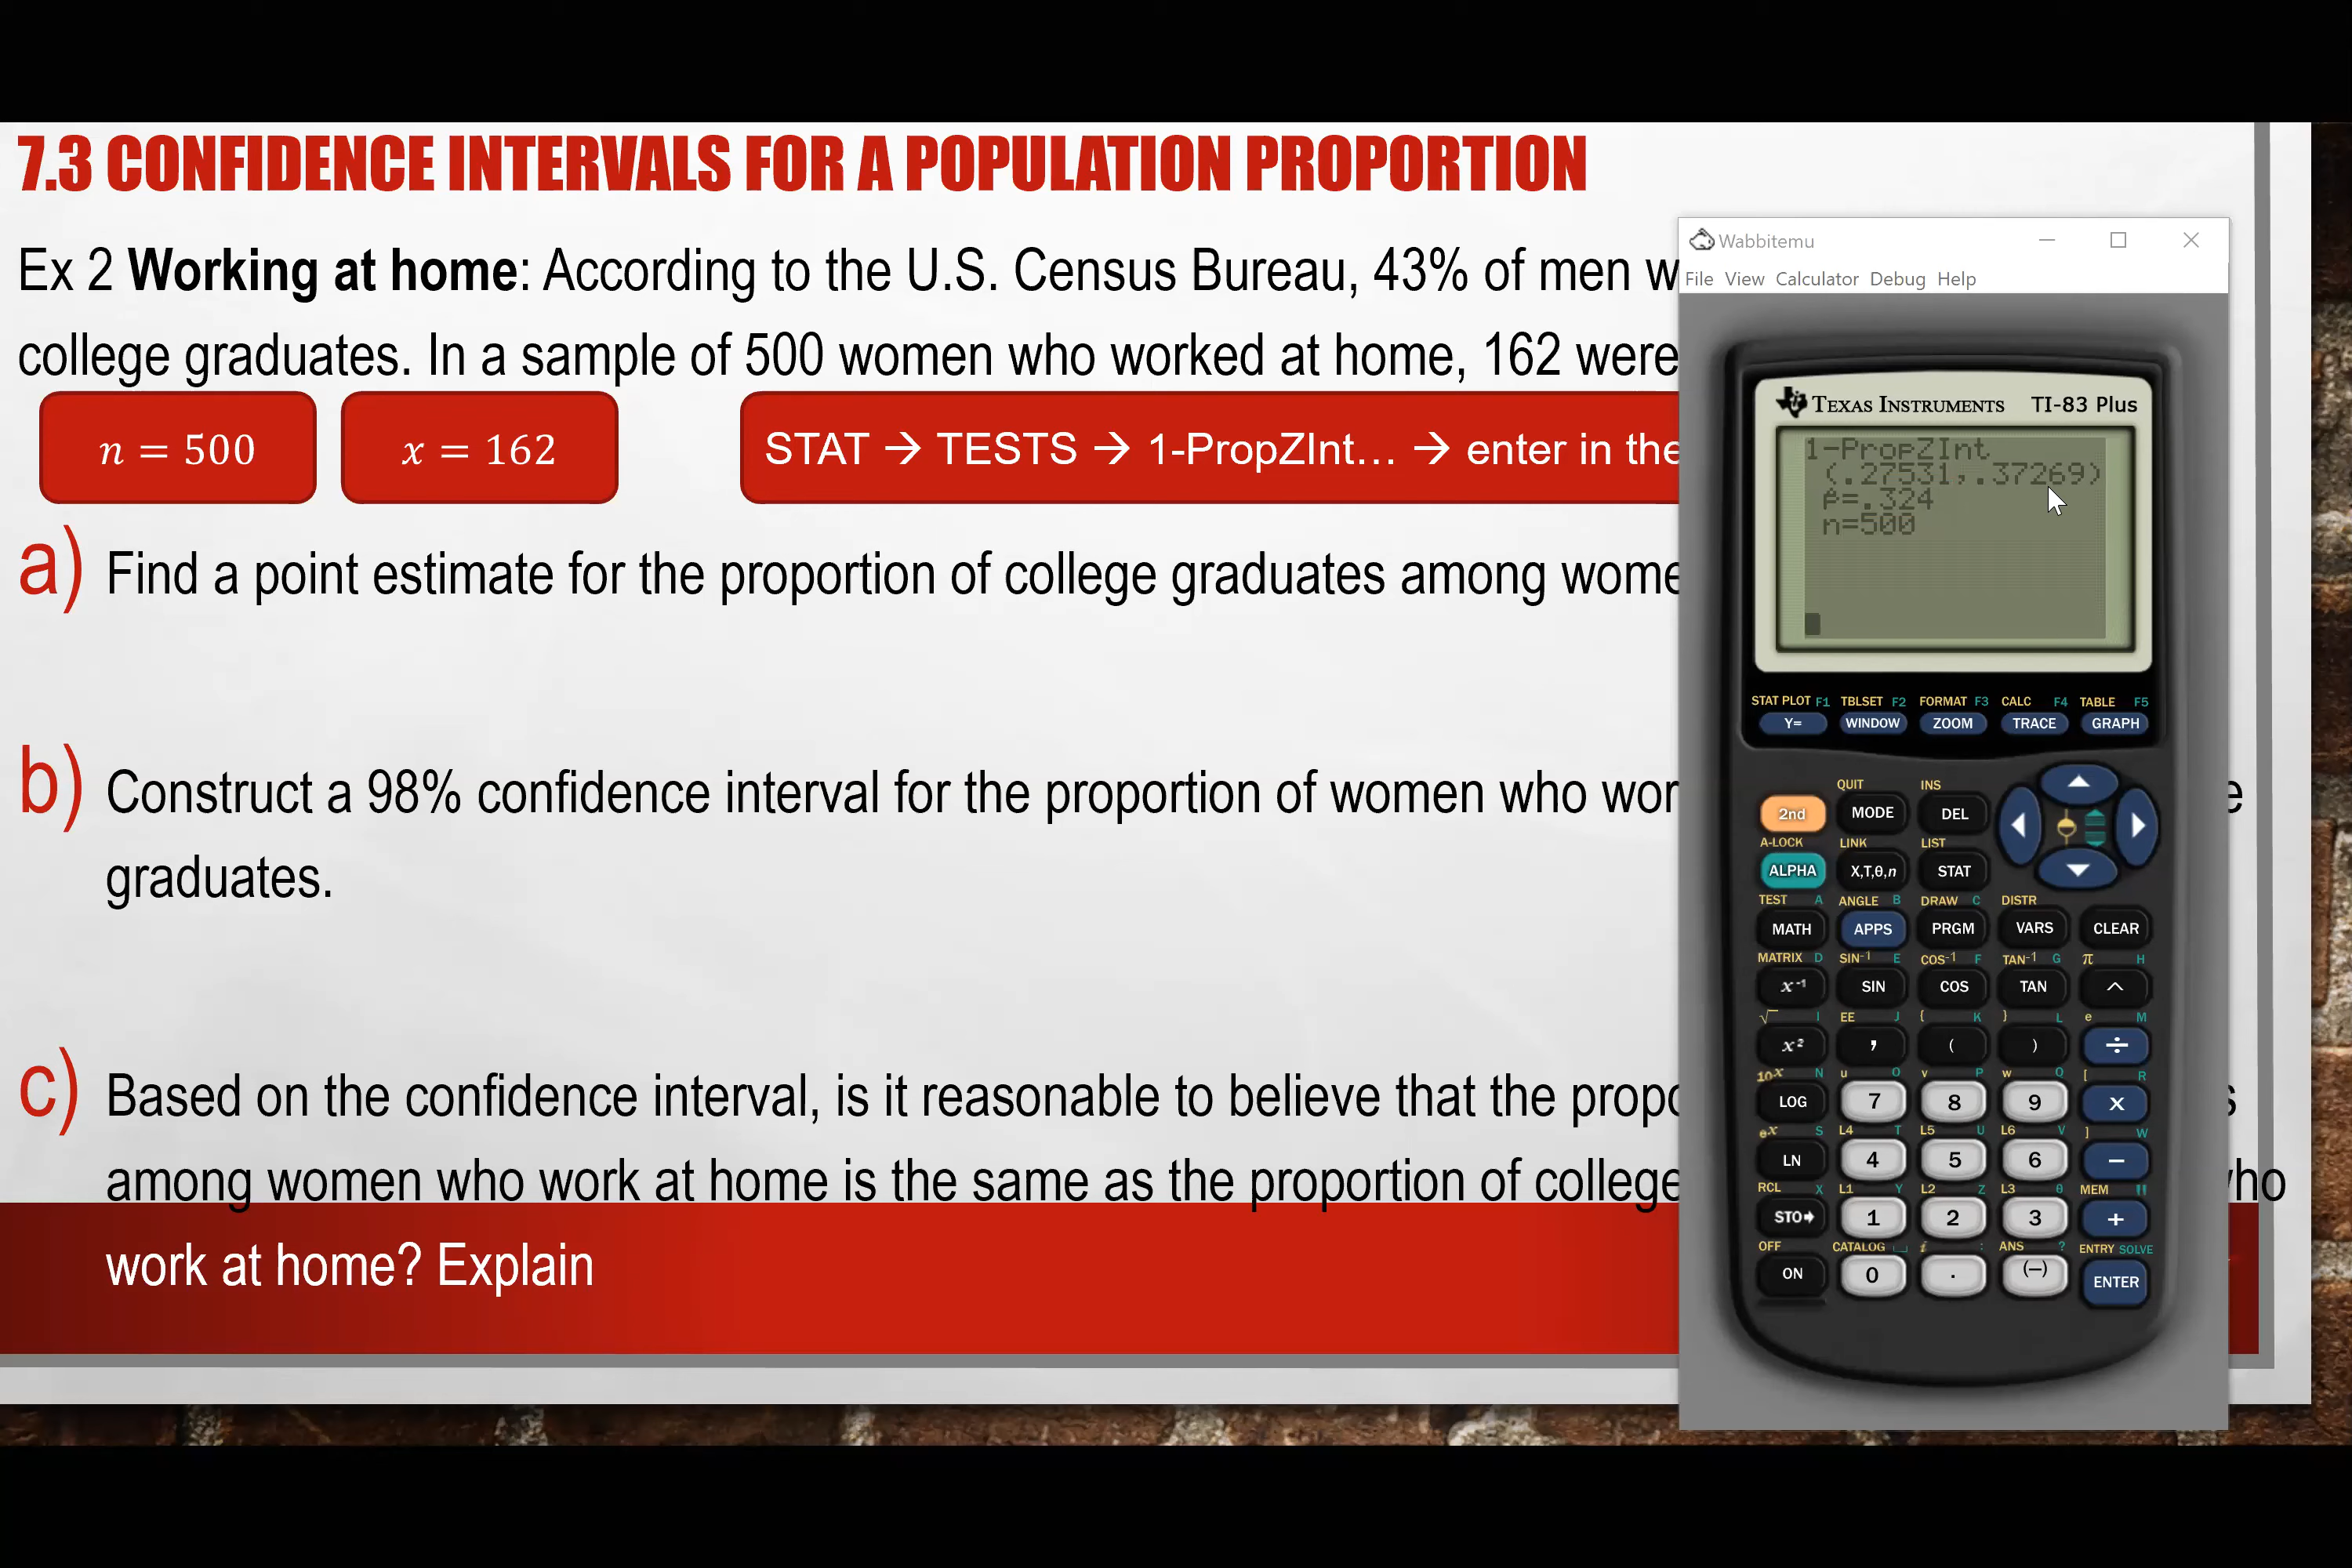 7.3 CONFIDENCE INTERVALS FOR A POPULATION PROPORTION
Ex 2 Working at home: According to the U.S. Census Bureau, 43% of men w
college graduates. In a sample of 500 women who worked at home, 162 were
n = 500
x = 162
STAT → TESTS → 1-PropZInt… → enter in the
a) Find a point estimate for the proportion of college graduates among wome
b) Construct a 98% confidence interval for the proportion of women who wor
e
graduates.
c) Based on the confidence interval, is it reasonable to believe that the propo
s
among women who work at home is the same as the proportion of college
who
work at home? Explain
Wabbitemu
File View Calculator Debug Help
TEXAS INSTRUMENTS TI-83 Plus
1-PropZInt
(.27531,.37269)
p̂=.324
n=500
STAT PLOT F1 TBLSET F2 FORMAT F3 CALC F4 TABLE F5
Y= WINDOW ZOOM TRACE GRAPH
QUIT INS
2nd MODE DEL
A-LOCK LINK LIST
ALPHA X,T,θ,n STAT
TEST A ANGLE B DRAW C DISTR
MATH APPS PRGM VARS CLEAR
MATRIX D SIN⁻¹ E COS⁻¹ F TAN⁻¹ G π H
x⁻¹ SIN COS TAN ^
√ I EE J { K } L e M
x² , ( ) ÷
10ˣ N u O v P w Q [ R
LOG 7 8 9 ×
eˣ S L4 T L5 U L6 V ] W
LN 4 5 6 −
RCL X L1 Y L2 Z L3 θ MEM "
STO➔ 1 2 3 +
OFF CATALOG ⎵ i : ANS ? ENTRY SOLVE
ON 0 . (−) ENTER